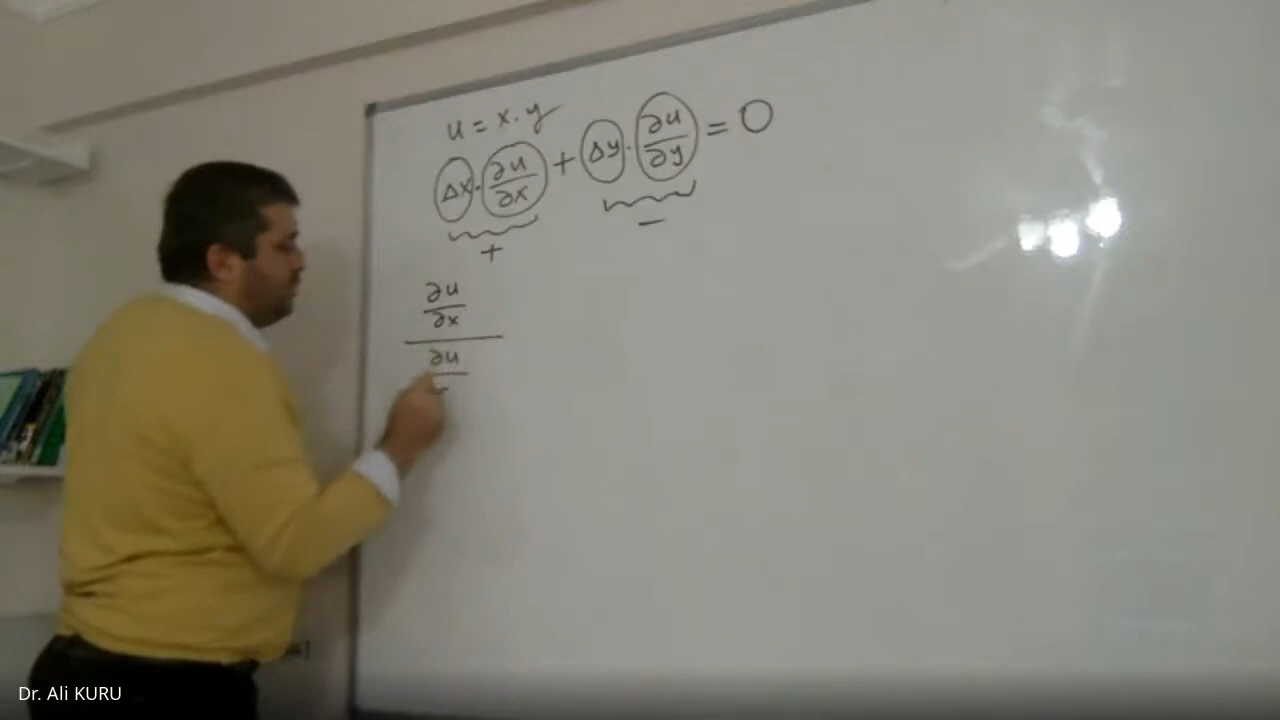 u = x.y
Δx.∂u/∂x + Δy.∂u/∂y = 0
+ −
∂u/∂x
∂u
Dr. Ali KURU